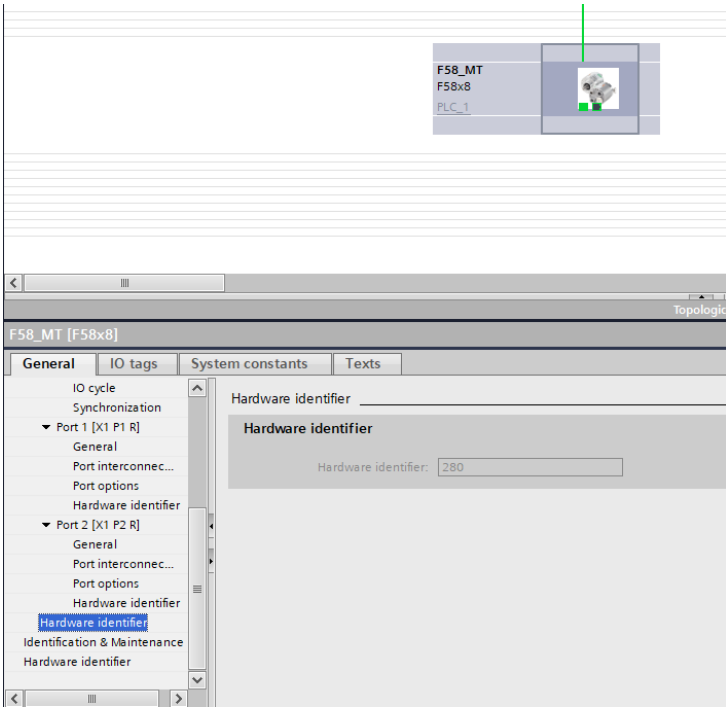 F58_MT
F58x8
PLC_1
Topologic
F58_MT [F58x8]
General
IO tags
System constants
Texts
IO cycle
Synchronization
Port 1 [X1 P1 R]
General
Port interconnec...
Port options
Hardware identifier
Port 2 [X1 P2 R]
General
Port interconnec...
Port options
Hardware identifier
Hardware identifier
Identification & Maintenance
Hardware identifier
Hardware identifier
Hardware identifier
Hardware identifier: 280